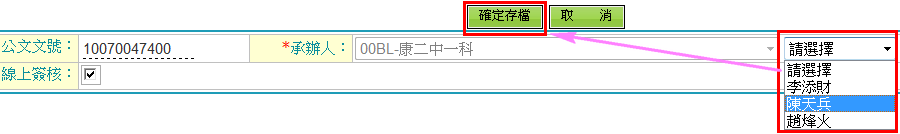 確定存檔 取 消
公文文號： 10070047400 *承辦人： 00BL-康二中一科 請選擇
請選擇
線上簽核：
李添財
陳天兵
趙烽火